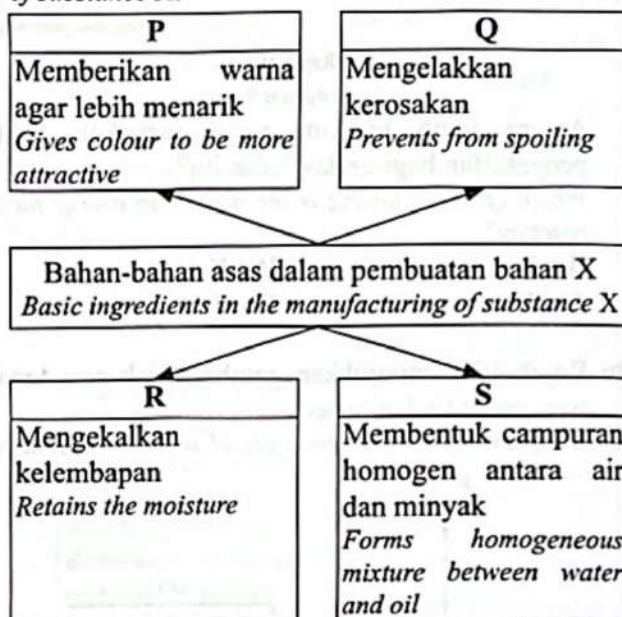 of substance X.
P
Memberikan warna
agar lebih menarik
Gives colour to be more
attractive
Q
Mengelakkan
kerosakan
Prevents from spoiling
Bahan-bahan asas dalam pembuatan bahan X
Basic ingredients in the manufacturing of substance X
R
Mengekalkan
kelembapan
Retains the moisture
S
Membentuk campuran
homogen antara air
dan minyak
Forms homogeneous
mixture between water
and oil